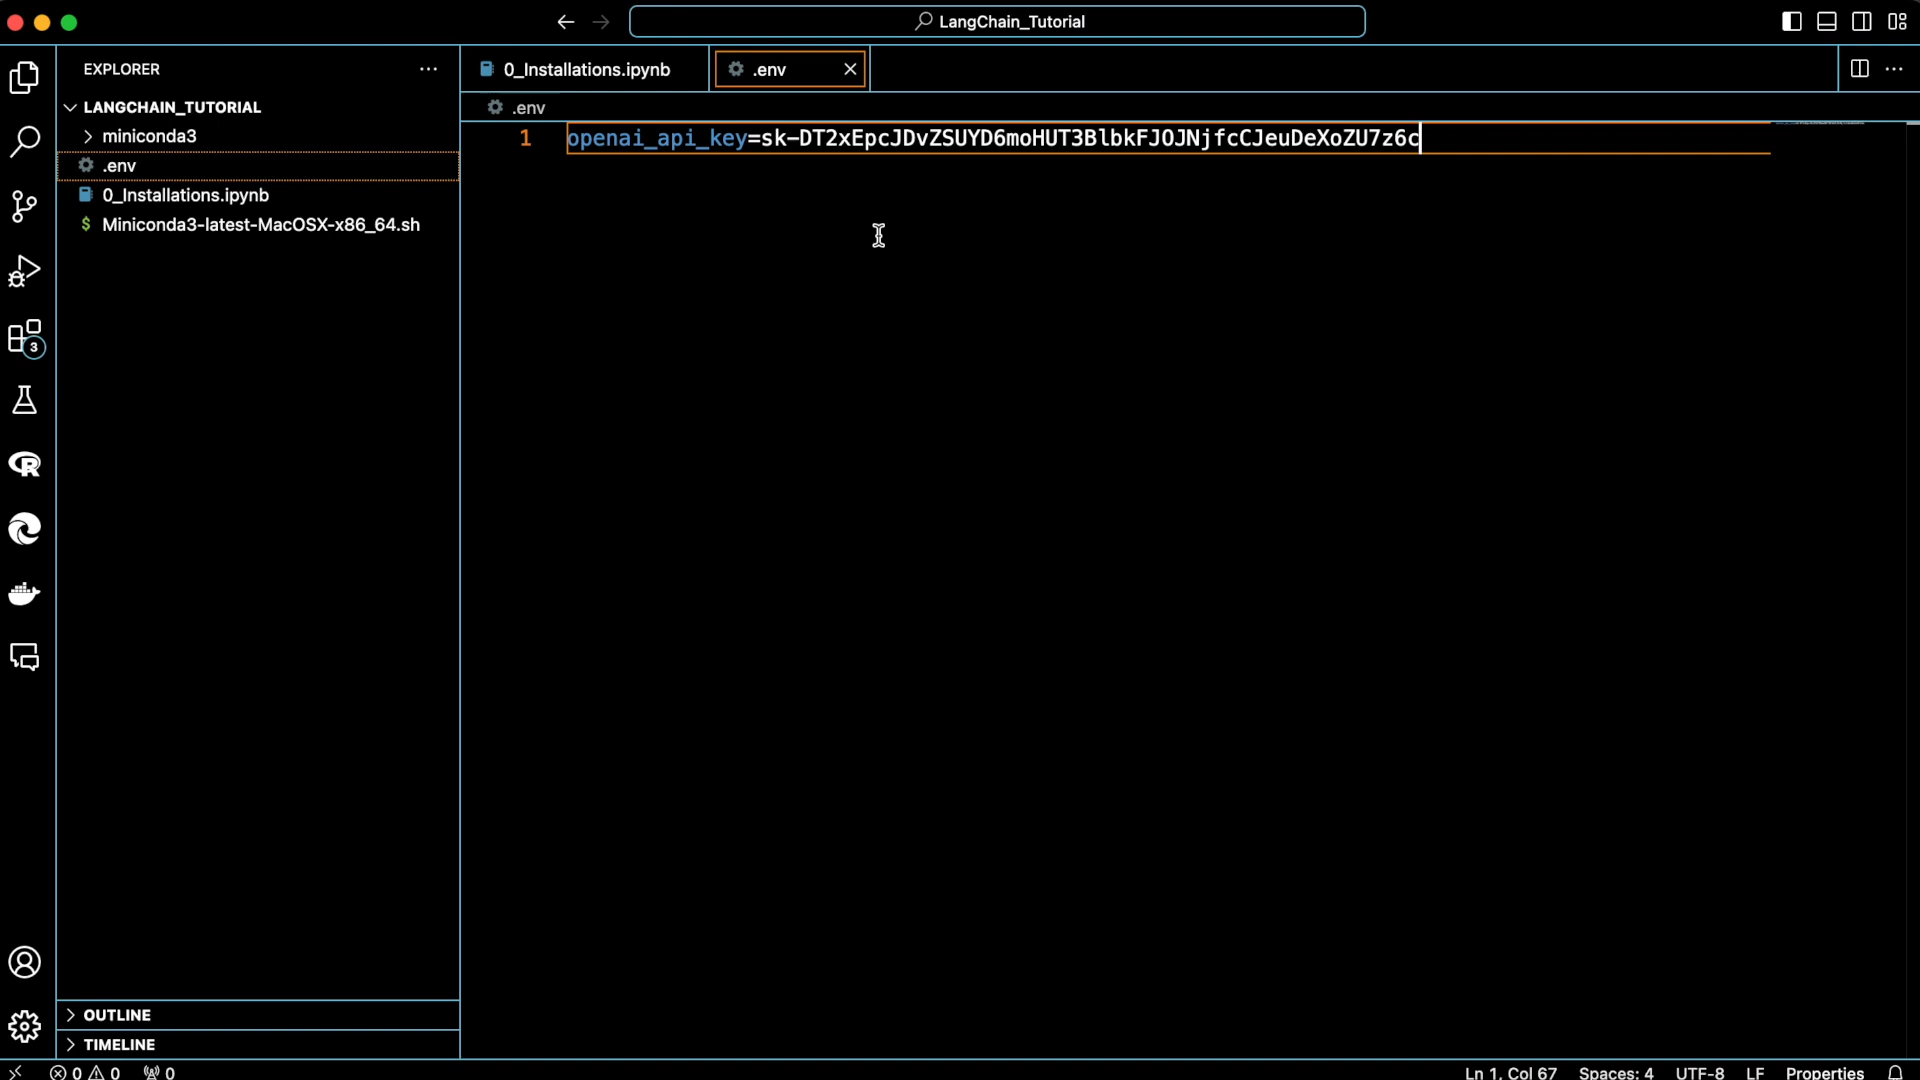 LangChain_Tutorial
EXPLORER
0_Installations.ipynb
.env
LANGCHAIN_TUTORIAL
.env
miniconda3
1 openai_api_key=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
.env
0_Installations.ipynb
$ Miniconda3-latest-MacOSX-x86_64.sh
3
OUTLINE
TIMELINE
0 0 0
Ln 1, Col 67 Spaces: 4 UTF-8 LF Properties